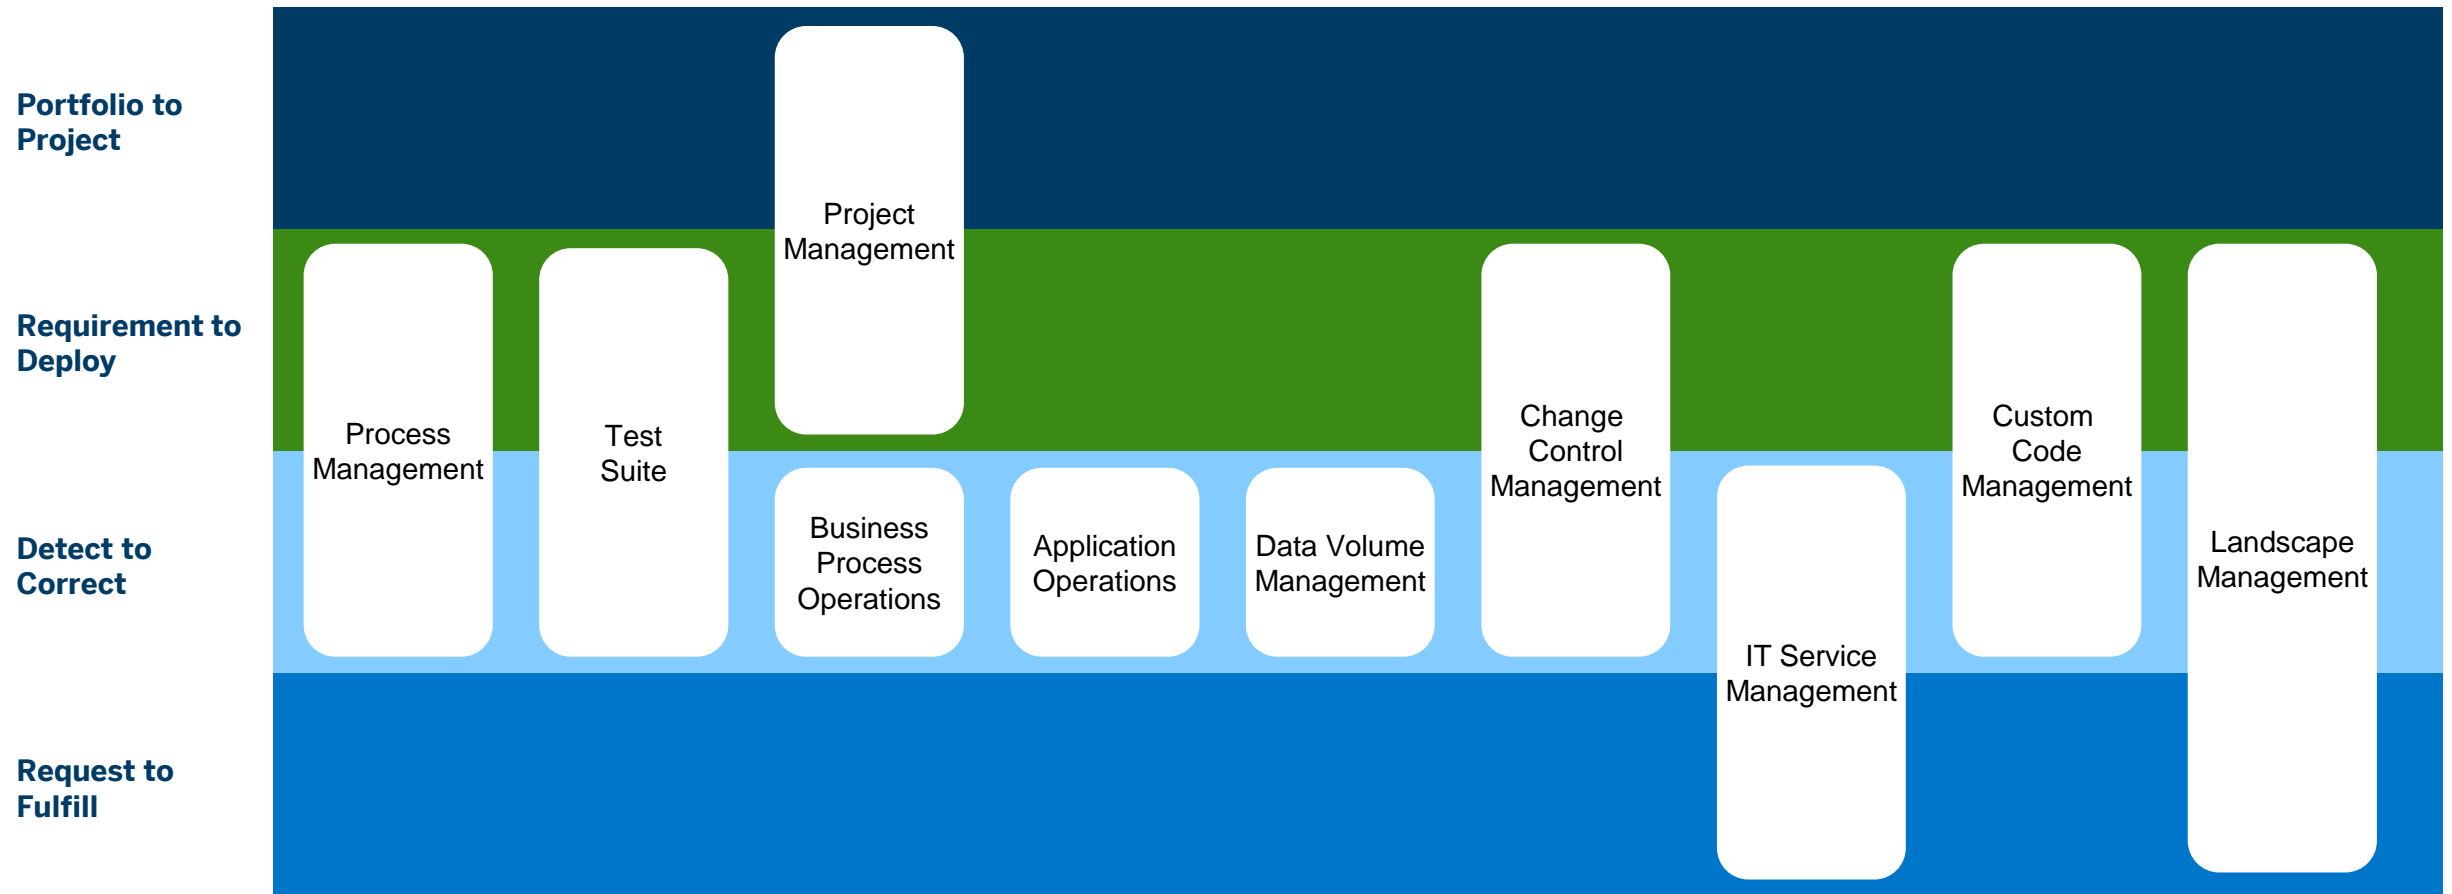 Portfolio to
Project
Requirement to
Deploy
Detect to
Correct
Request to
Fulfill
Process
Management
Test
Suite
Project
Management
Business
Process
Operations
Application
Operations
Data Volume
Management
Change
Control
Management
IT Service
Management
Custom
Code
Management
Landscape
Management